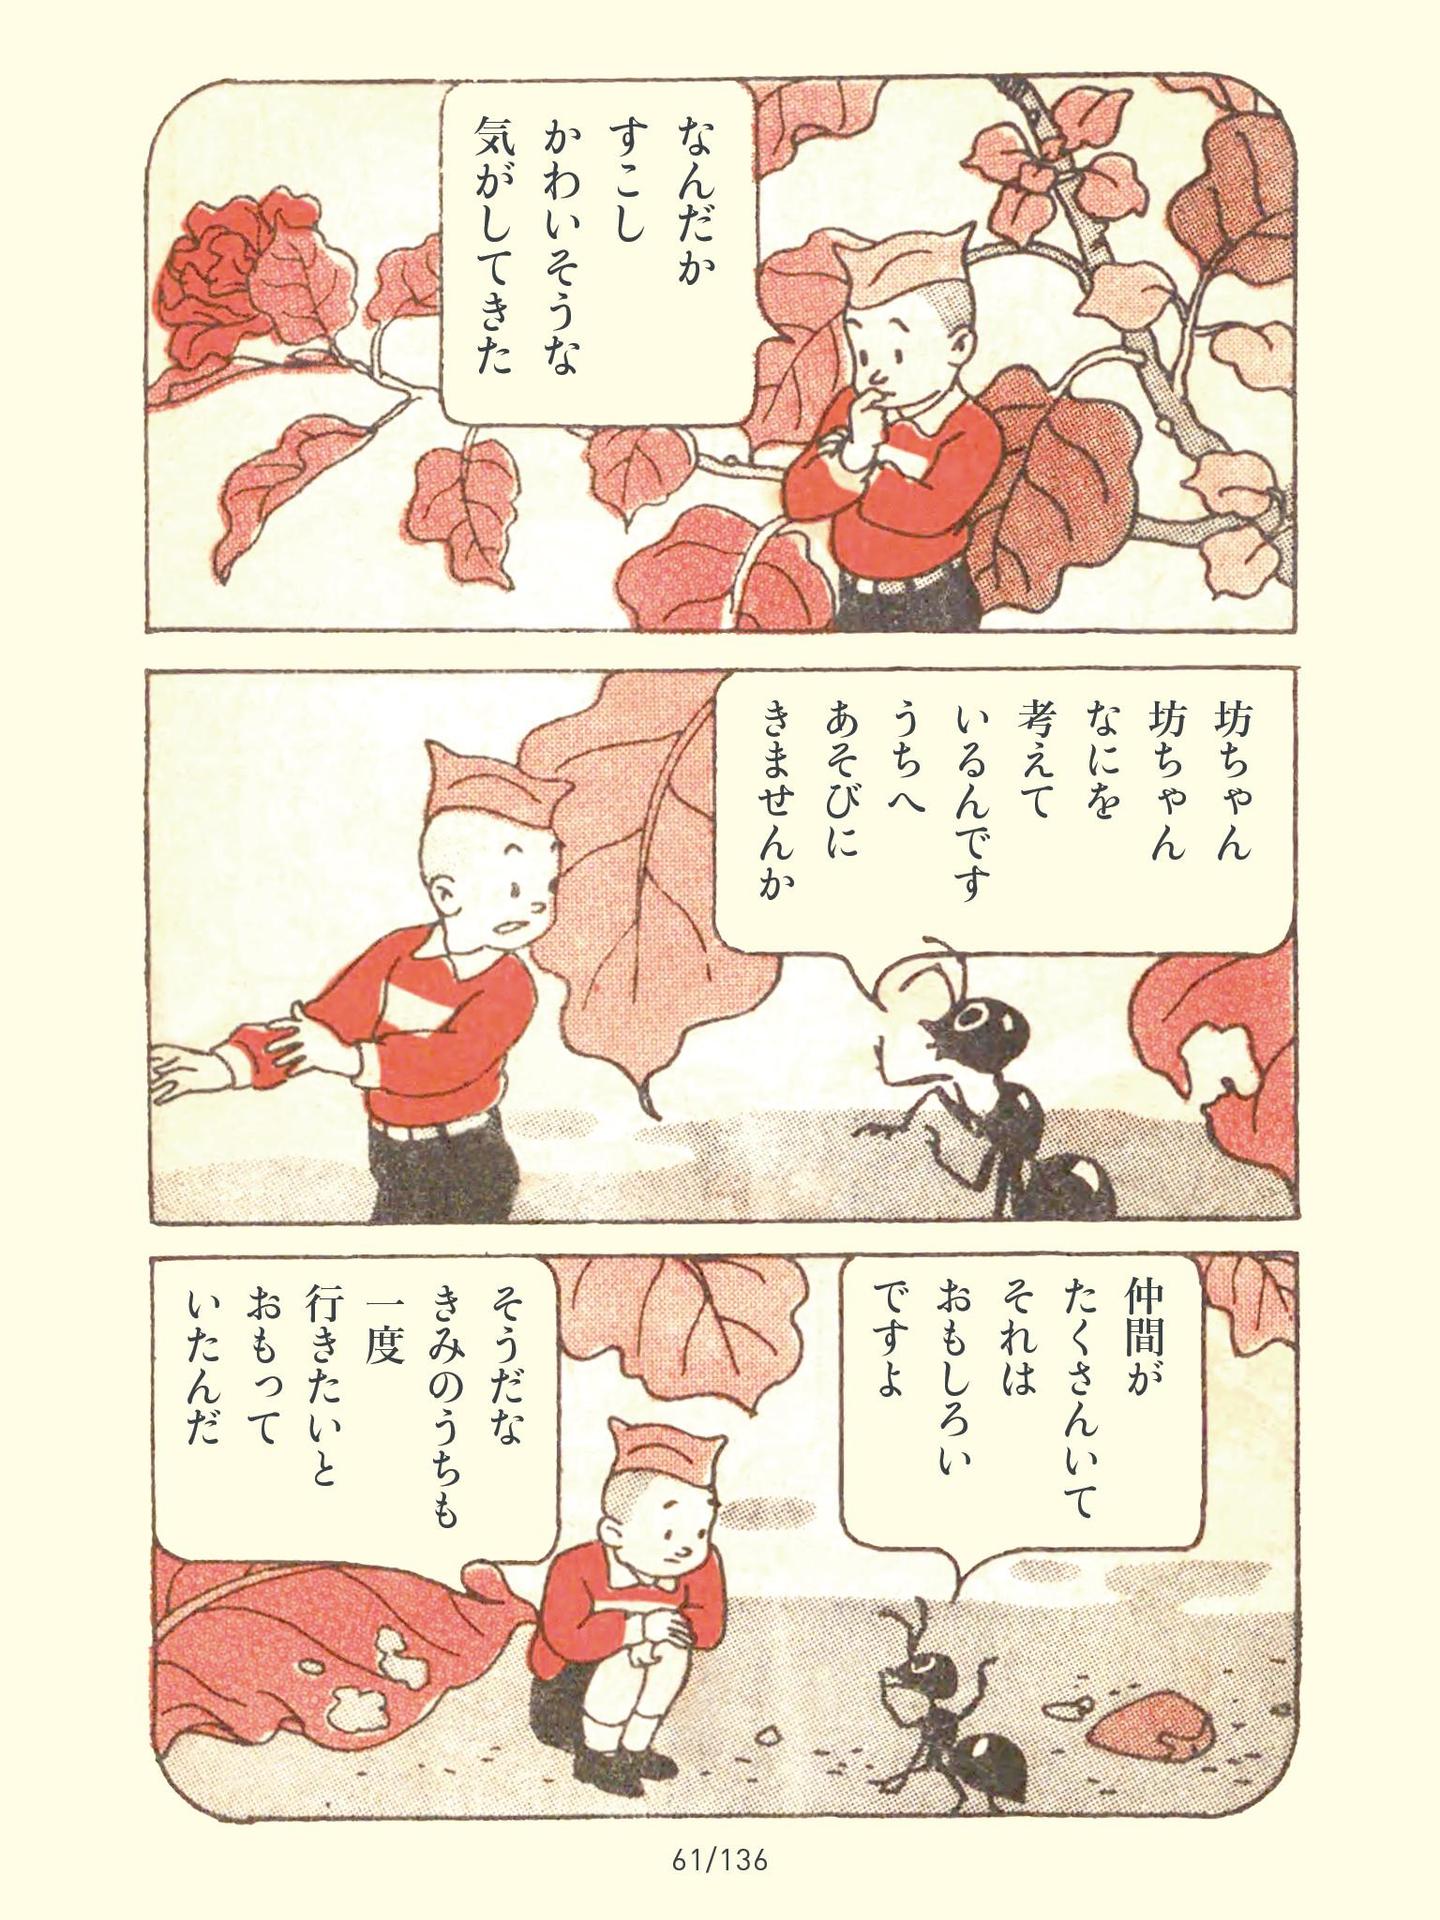 なんだか
すこし
かわいそうな
気がしてきた
坊ちゃん
坊ちゃん
なにを
考えて
いるんです
うちへ
あそびに
きませんか
仲間が
たくさんいて
それは
おもしろい
ですよ
そうだな
きみのうちも
一度
行きたいと
おもって
いたんだ
61/136